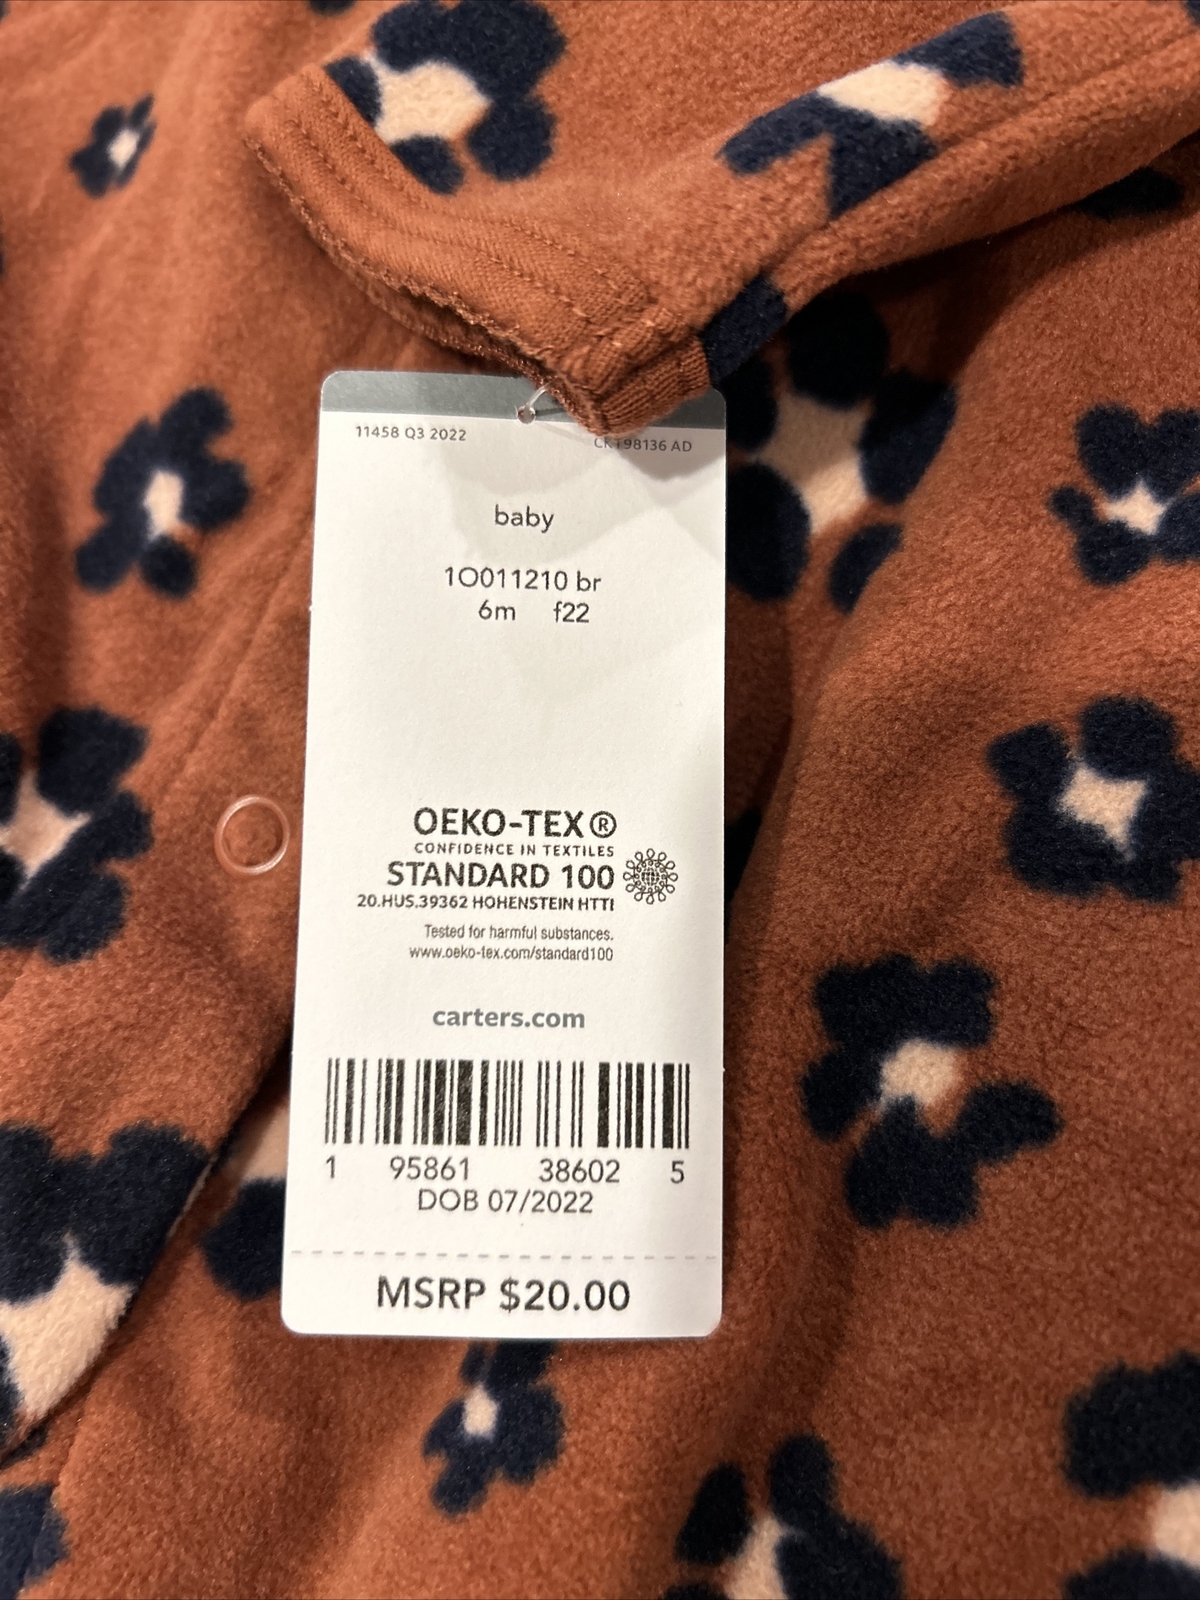 11458 Q3 2022
98136 AD
baby
1O011210 br
6m f22
OEKO-TEX®
CONFIDENCE IN TEXTILES
STANDARD 100
20.HUS.39362 HOHENSTEIN HTTI
Tested for harmful substances.
www.oeko-tex.com/standard100
carters.com
1 95861 38602 5
DOB 07/2022
MSRP $20.00